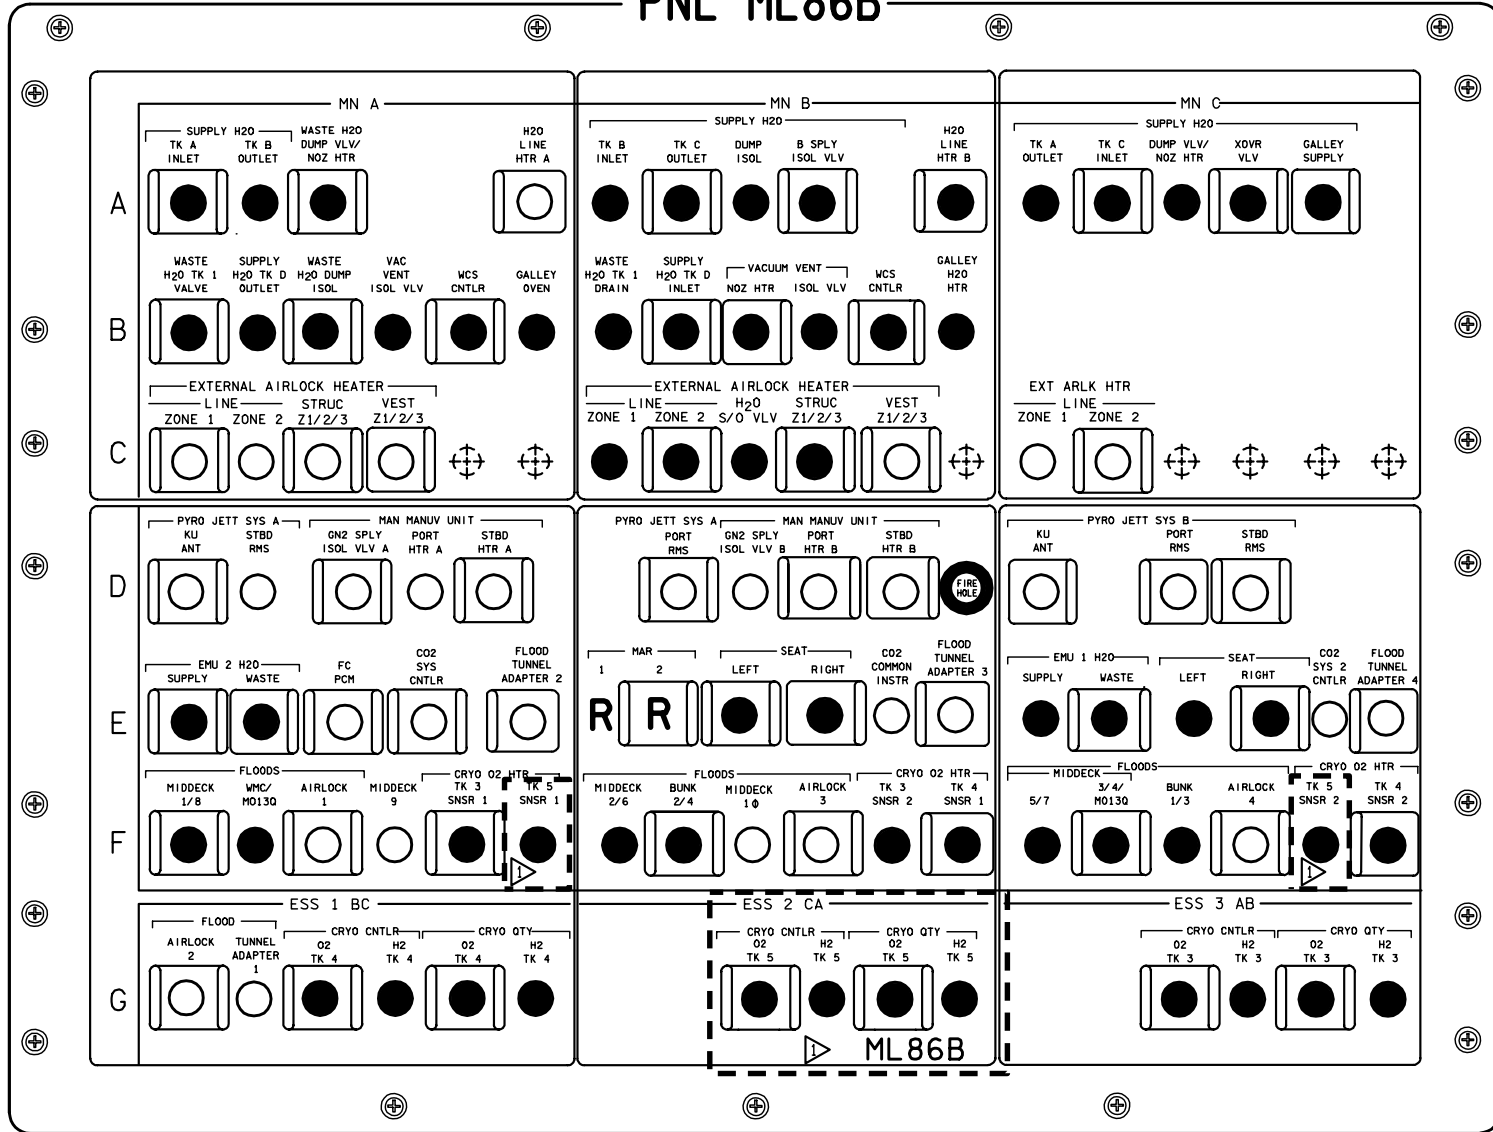 PNL ML86B
MN A MN B MN C
SUPPLY H2O WASTE H2O H2O SUPPLY H2O H2O SUPPLY H2O
TK A TK B DUMP VLV/ LINE TK B TK C DUMP B SPLY LINE TK A TK C DUMP VLV/ XOVR GALLEY
INLET OUTLET NOZ HTR HTR A INLET OUTLET ISOL ISOL VLV HTR B OUTLET INLET NOZ HTR VLV SUPPLY
A
WASTE SUPPLY WASTE VAC WASTE SUPPLY VACUUM VENT GALLEY
H2O TK 1 H2O TK D H2O DUMP VENT WCS GALLEY H2O TK 1 H2O TK D WCS H2O
VALVE OUTLET ISOL ISOL VLV CNTLR OVEN DRAIN INLET NOZ HTR ISOL VLV CNTLR HTR
B
EXTERNAL AIRLOCK HEATER EXTERNAL AIRLOCK HEATER EXT ARLK HTR
LINE STRUC VEST LINE H2O STRUC VEST LINE
ZONE 1 ZONE 2 Z1/2/3 Z1/2/3 ZONE 1 ZONE 2 S/O VLV Z1/2/3 Z1/2/3 ZONE 1 ZONE 2
C
PYRO JETT SYS A MAN MANUV UNIT PYRO JETT SYS A MAN MANUV UNIT PYRO JETT SYS B
KU STBD GN2 SPLY PORT STBD PORT GN2 SPLY PORT STBD KU PORT STBD
ANT RMS ISOL VLV A HTR A HTR A RMS ISOL VLV B HTR B HTR B ANT RMS RMS
D FIRE
HOLE
EMU 2 H2O FC CO2 FLOOD MAR SEAT CO2 FLOOD EMU 1 H2O SEAT CO2 FLOOD
SUPPLY WASTE PCM SYS TUNNEL 1 2 LEFT RIGHT COMMON TUNNEL SUPPLY WASTE LEFT RIGHT SYS 2 TUNNEL
CNTLR ADAPTER 2 INSTR ADAPTER 3 CNTLR ADAPTER 4
E R R
FLOODS CRYO O2 HTR FLOODS CRYO O2 HTR MIDDECK FLOODS CRYO O2 HTR
MIDDECK WMC/ AIRLOCK MIDDECK TK 3 TK 5 MIDDECK BUNK MIDDECK AIRLOCK TK 3 TK 4 3/4/ BUNK AIRLOCK TK 5 TK 4
1/8 MO13Q 1 9 SNSR 1 SNSR 1 2/6 2/4 10 3 SNSR 2 SNSR 1 5/7 MO13Q 1/3 4 SNSR 2 SNSR 2
F
1 1
ESS 1 BC ESS 2 CA ESS 3 AB
FLOOD CRYO CNTLR CRYO QTY CRYO CNTLR CRYO QTY CRYO CNTLR CRYO QTY
AIRLOCK TUNNEL O2 H2 O2 H2 O2 H2 O2 H2 O2 H2 O2 H2
2 ADAPTER TK 4 TK 4 TK 4 TK 4 TK 5 TK 5 TK 5 TK 5 TK 3 TK 3 TK 3 TK 3
1
G
1 ML86B